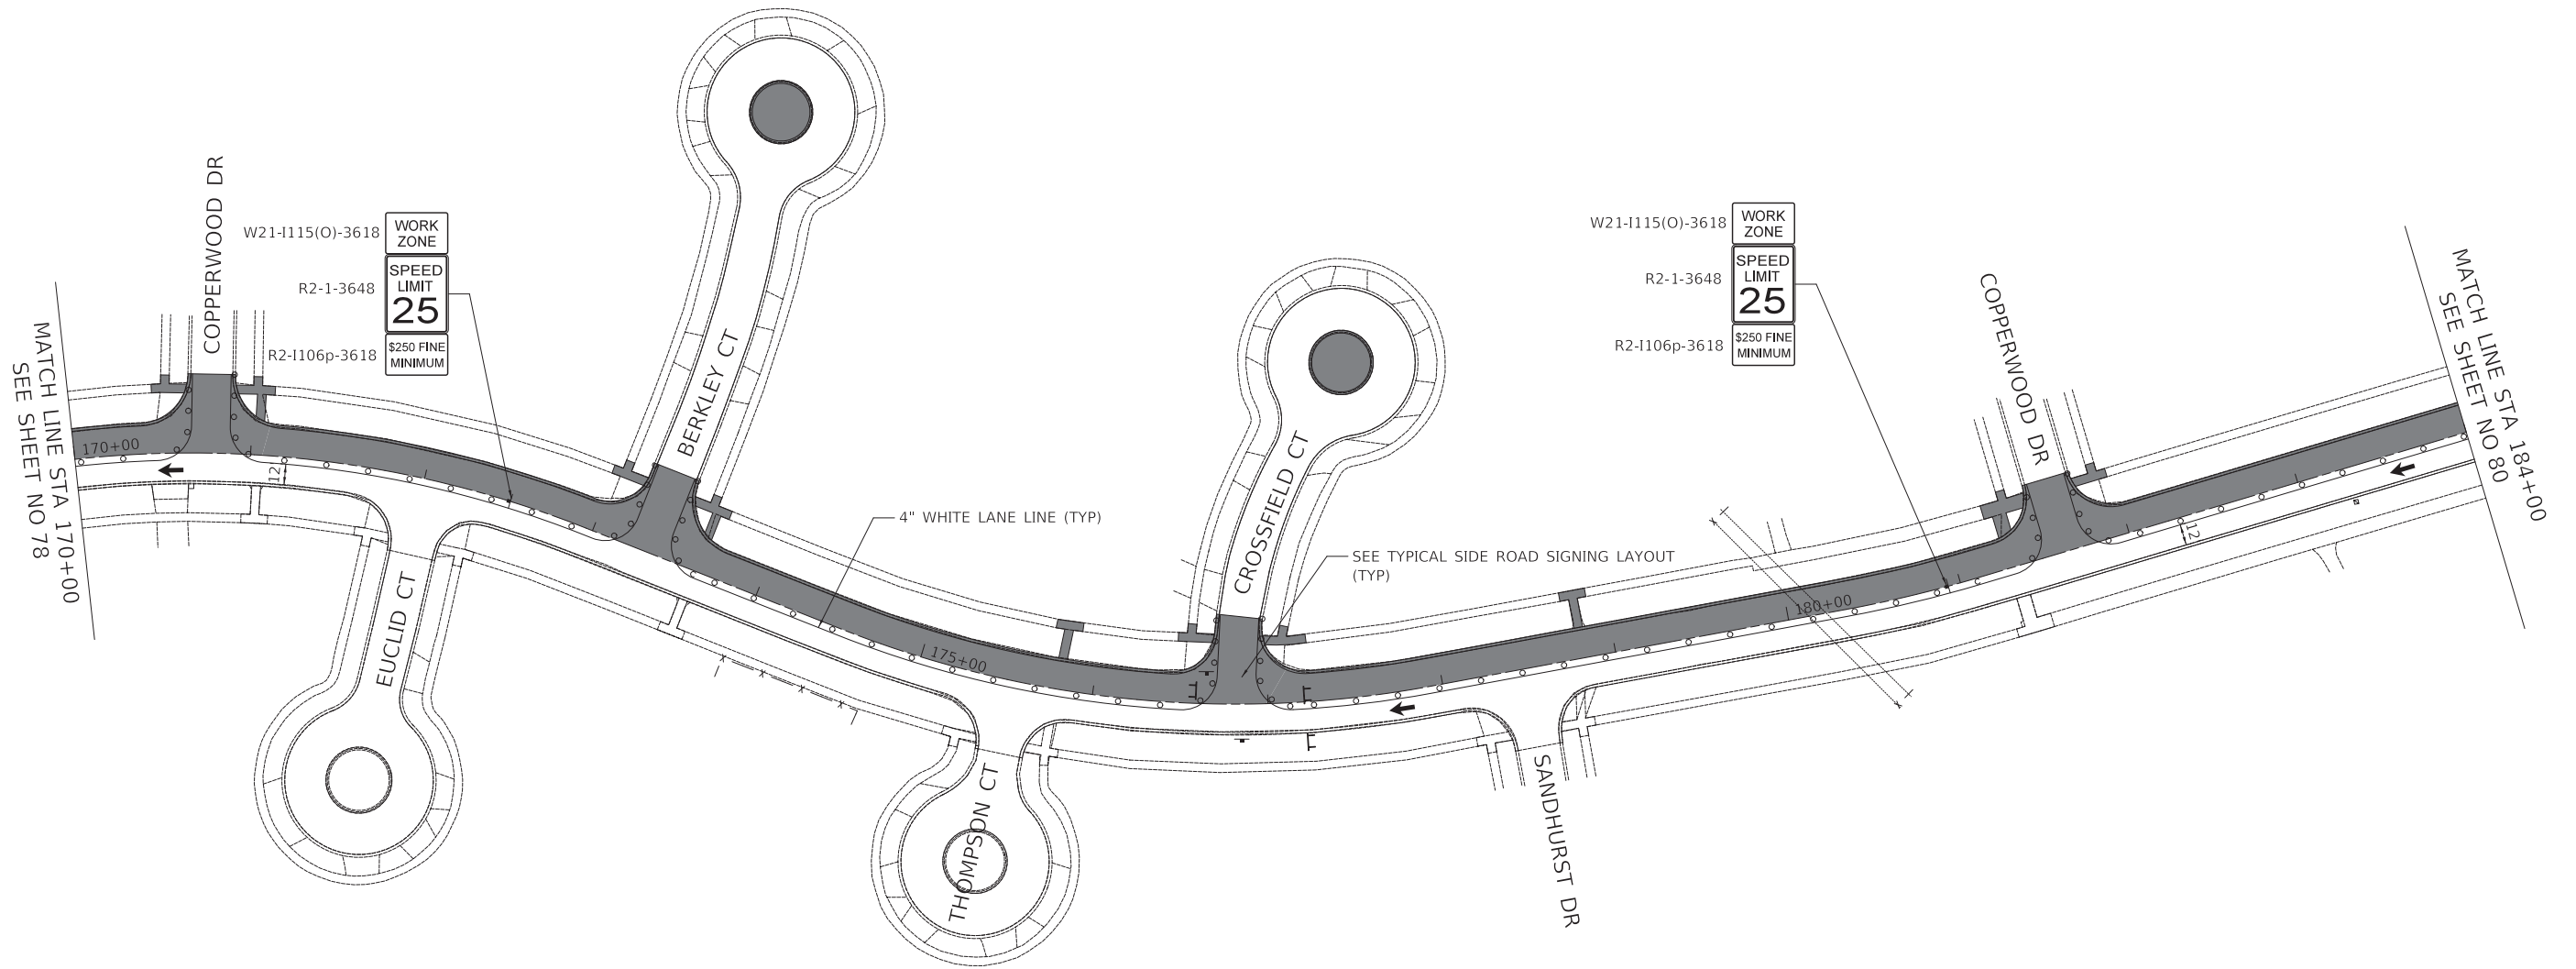 MATCH LINE STA 170+00
SEE SHEET NO 78
COPPERWOOD DR
W21-I115(O)-3618
WORK
ZONE
R2-1-3648
SPEED
LIMIT
25
R2-I106p-3618
$250 FINE
MINIMUM
170+00
12
EUCLID CT
BERKLEY CT
4" WHITE LANE LINE (TYP)
175+00
THOMPSON CT
CROSSFIELD CT
SEE TYPICAL SIDE ROAD SIGNING LAYOUT
(TYP)
SANDHURST DR
W21-I115(O)-3618
WORK
ZONE
R2-1-3648
SPEED
LIMIT
25
R2-I106p-3618
$250 FINE
MINIMUM
180+00
COPPERWOOD DR
12
MATCH LINE STA 184+00
SEE SHEET NO 80